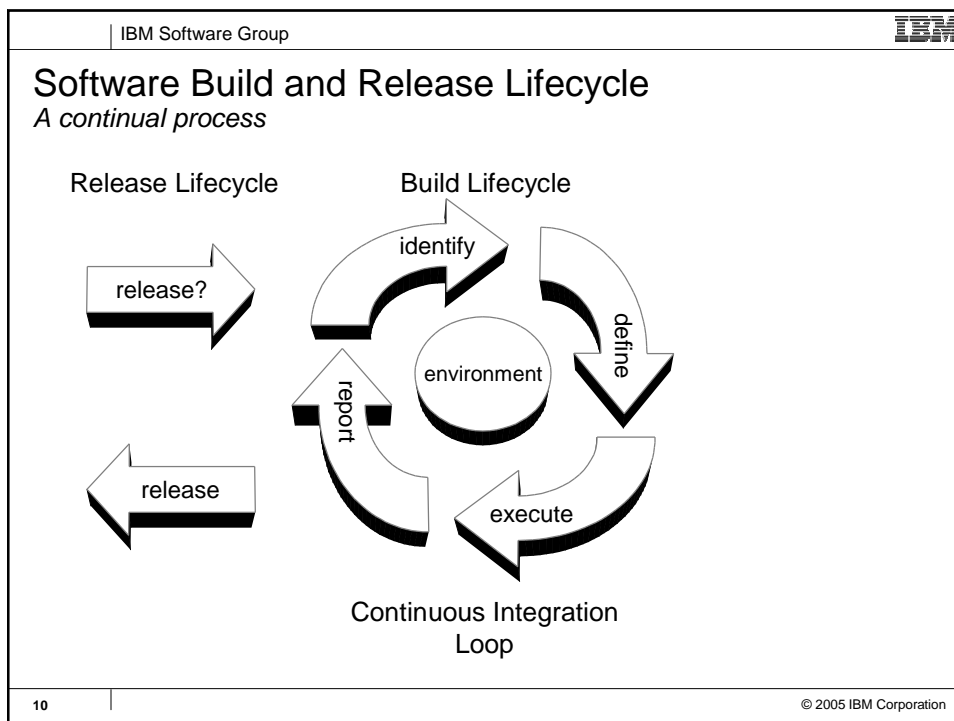 IBM Software Group
IBM
Software Build and Release Lifecycle
A continual process
Release Lifecycle
Build Lifecycle
identify
release?
define
environment
report
release
execute
Continuous Integration
Loop
10
© 2005 IBM Corporation